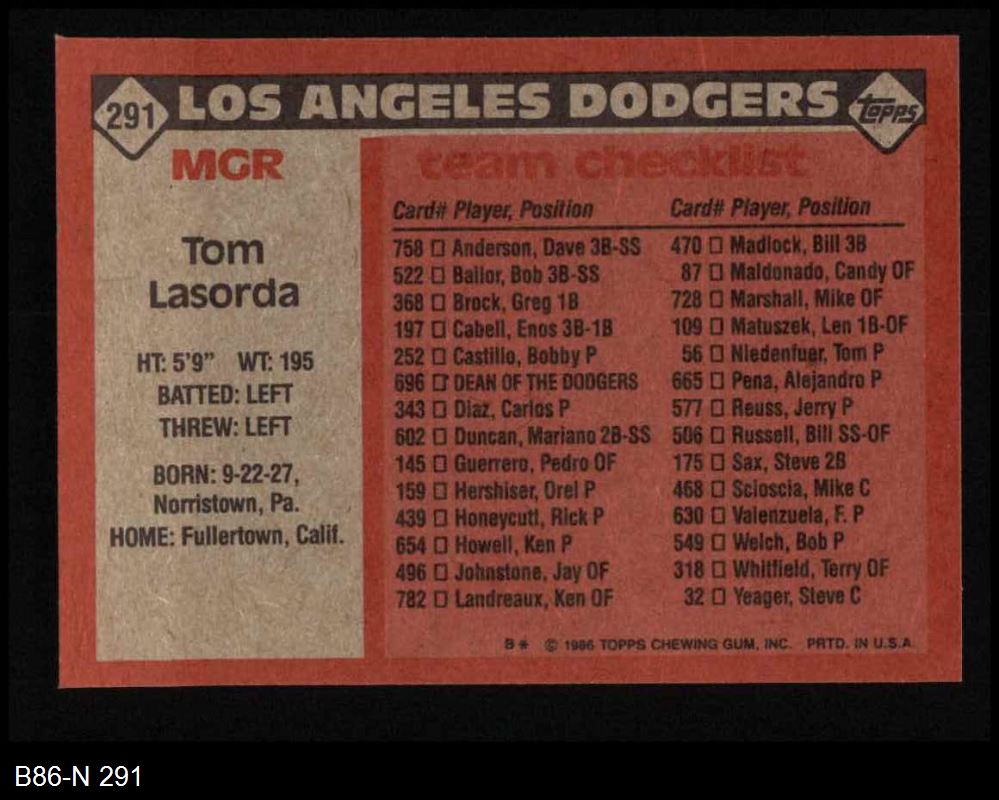 291 LOS ANGELES DODGERS TOPPS
MGR
Tom
Lasorda
HT: 5'9" WT: 195
BATTED: LEFT
THREW: LEFT
BORN: 9-22-27,
Norristown, Pa.
HOME: Fullertown, Calif.
team checklist
Card# Player, Position
758 ☐ Anderson, Dave 3B-SS
522 ☐ Bailor, Bob 3B-SS
368 ☐ Brock, Greg 1B
197 ☐ Cabell, Enos 3B-1B
252 ☐ Castillo, Bobby P
696 ☐ DEAN OF THE DODGERS
343 ☐ Diaz, Carlos P
602 ☐ Duncan, Mariano 2B-SS
145 ☐ Guerrero, Pedro OF
159 ☐ Hershiser, Orel P
439 ☐ Honeycutt, Rick P
654 ☐ Howell, Ken P
496 ☐ Johnstone, Jay OF
782 ☐ Landreaux, Ken OF
Card# Player, Position
470 ☐ Madlock, Bill 3B
87 ☐ Maldonado, Candy OF
728 ☐ Marshall, Mike OF
109 ☐ Matuszek, Len 1B-OF
56 ☐ Niedenfuer, Tom P
665 ☐ Pena, Alejandro P
577 ☐ Reuss, Jerry P
506 ☐ Russell, Bill SS-OF
175 ☐ Sax, Steve 2B
468 ☐ Scioscia, Mike C
630 ☐ Valenzuela, F. P
549 ☐ Welch, Bob P
318 ☐ Whitfield, Terry OF
32 ☐ Yeager, Steve C
B* © 1986 TOPPS CHEWING GUM, INC. PRTD. IN U.S.A.
B86-N 291